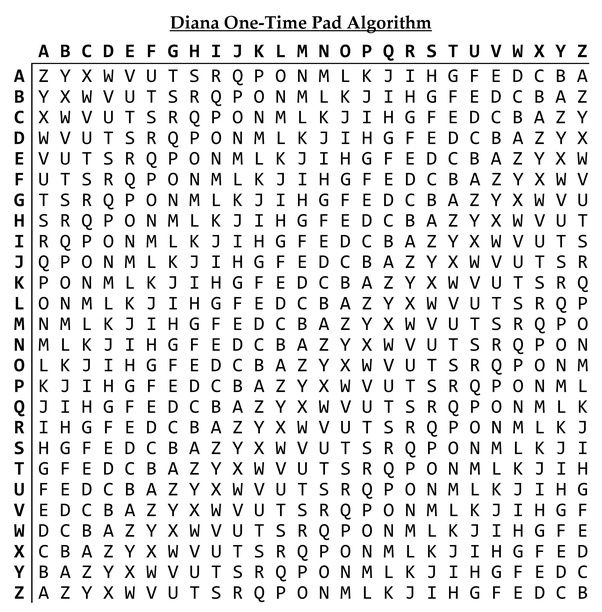 Diana One-Time Pad Algorithm
A B C D E F G H I J K L M N O P Q R S T U V W X Y Z
A Z Y X W V U T S R Q P O N M L K J I H G F E D C B A
B Y X W V U T S R Q P O N M L K J I H G F E D C B A Z
C X W V U T S R Q P O N M L K J I H G F E D C B A Z Y
D W V U T S R Q P O N M L K J I H G F E D C B A Z Y X
E V U T S R Q P O N M L K J I H G F E D C B A Z Y X W
F U T S R Q P O N M L K J I H G F E D C B A Z Y X W V
G T S R Q P O N M L K J I H G F E D C B A Z Y X W V U
H S R Q P O N M L K J I H G F E D C B A Z Y X W V U T
I R Q P O N M L K J I H G F E D C B A Z Y X W V U T S
J Q P O N M L K J I H G F E D C B A Z Y X W V U T S R
K P O N M L K J I H G F E D C B A Z Y X W V U T S R Q
L O N M L K J I H G F E D C B A Z Y X W V U T S R Q P
M N M L K J I H G F E D C B A Z Y X W V U T S R Q P O
N M L K J I H G F E D C B A Z Y X W V U T S R Q P O N
O L K J I H G F E D C B A Z Y X W V U T S R Q P O N M
P K J I H G F E D C B A Z Y X W V U T S R Q P O N M L
Q J I H G F E D C B A Z Y X W V U T S R Q P O N M L K
R I H G F E D C B A Z Y X W V U T S R Q P O N M L K J
S H G F E D C B A Z Y X W V U T S R Q P O N M L K J I
T G F E D C B A Z Y X W V U T S R Q P O N M L K J I H
U F E D C B A Z Y X W V U T S R Q P O N M L K J I H G
V E D C B A Z Y X W V U T S R Q P O N M L K J I H G F
W D C B A Z Y X W V U T S R Q P O N M L K J I H G F E
X C B A Z Y X W V U T S R Q P O N M L K J I H G F E D
Y B A Z Y X W V U T S R Q P O N M L K J I H G F E D C
Z A Z Y X W V U T S R Q P O N M L K J I H G F E D C B